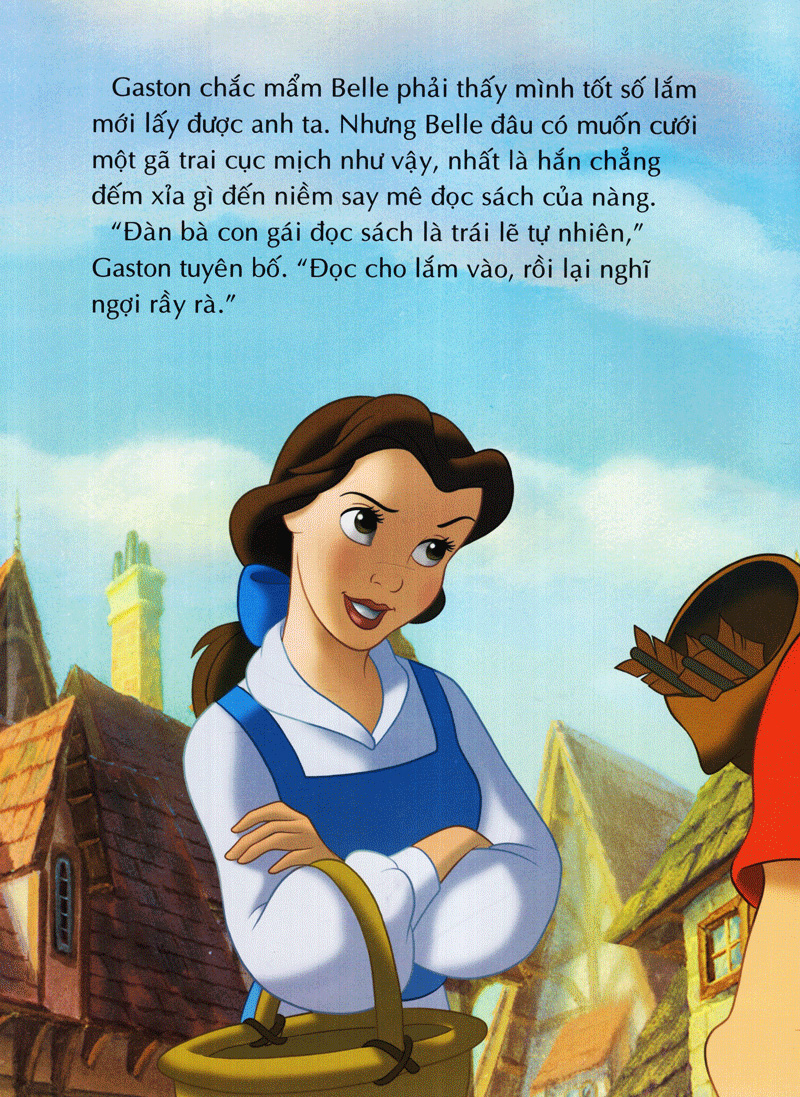 Gaston chắc mẩm Belle phải thấy mình tốt số lắm
mới lấy được anh ta. Nhưng Belle đâu có muốn cưới
một gã trai cục mịch như vậy, nhất là hắn chẳng
đếm xỉa gì đến niềm say mê đọc sách của nàng.
“Đàn bà con gái đọc sách là trái lẽ tự nhiên,”
Gaston tuyên bố. “Đọc cho lắm vào, rồi lại nghĩ
ngợi rầy rà.”